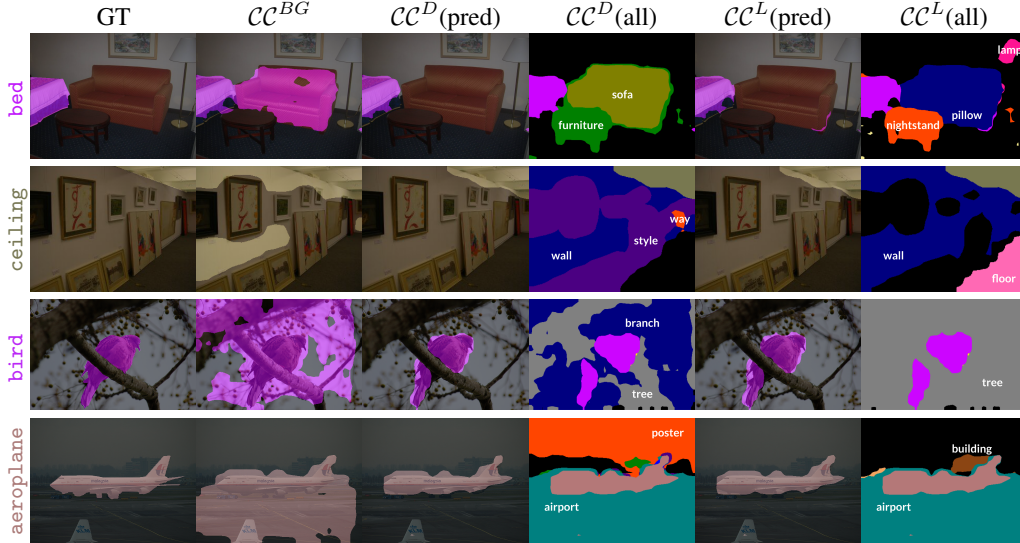 GT CC^BG CC^D(pred) CC^D(all) CC^L(pred) CC^L(all)
bed
sofa
furniture
lamp
pillow
nightstand
ceiling
way
style
wall
wall
floor
bird
branch
tree
tree
aeroplane
poster
airport
building
airport